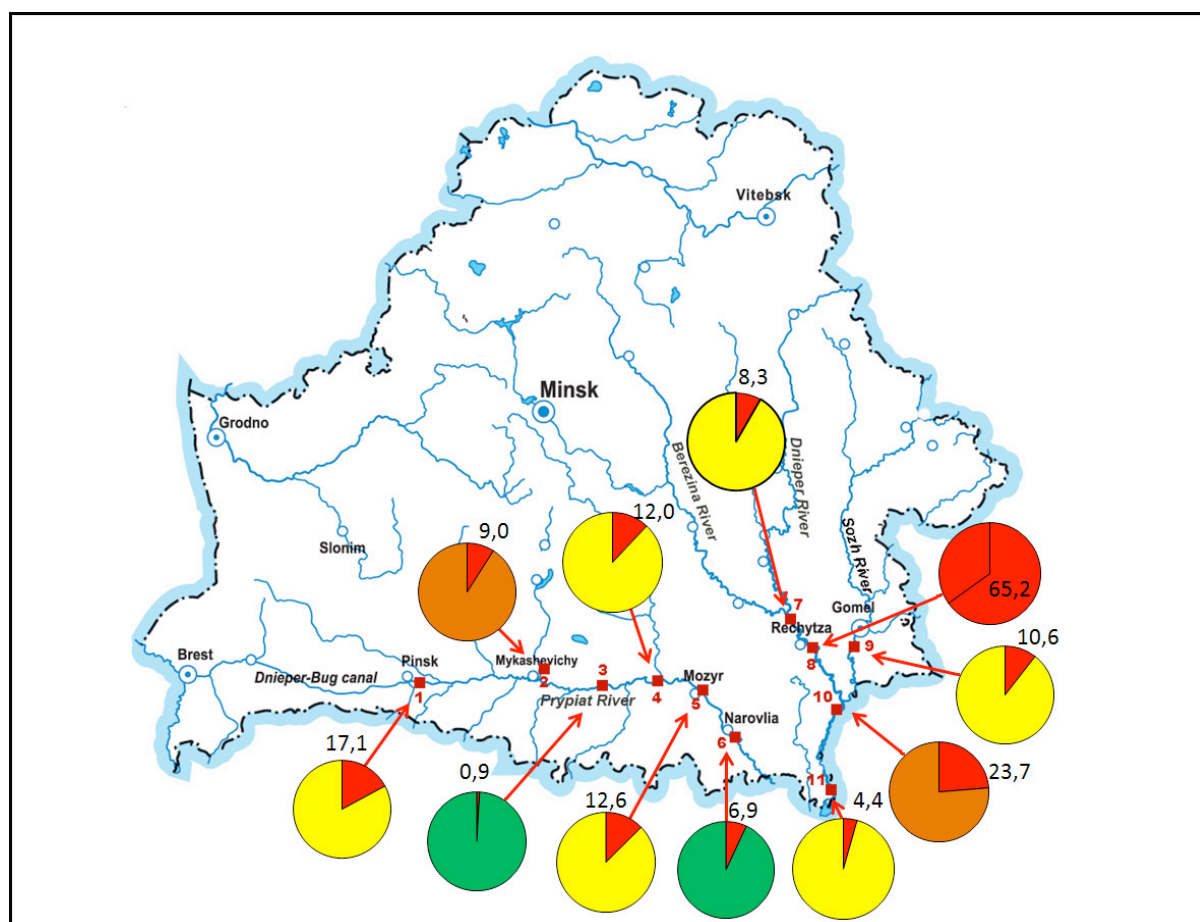 Vitebsk
Minsk
Grodno
8,3
Berezina River
Dnieper River
Sozh River
12,0
9,0
Slonim
65,2
7
Gomel
Rechytza
9
10,6
8
Brest
Pinsk
Mykashevichy
Dnieper-Bug canal
1
2
3
4
Mozyr
5
Prypiat River
10
Narovlia
6
17,1
0,9
12,6
6,9
11
4,4
23,7